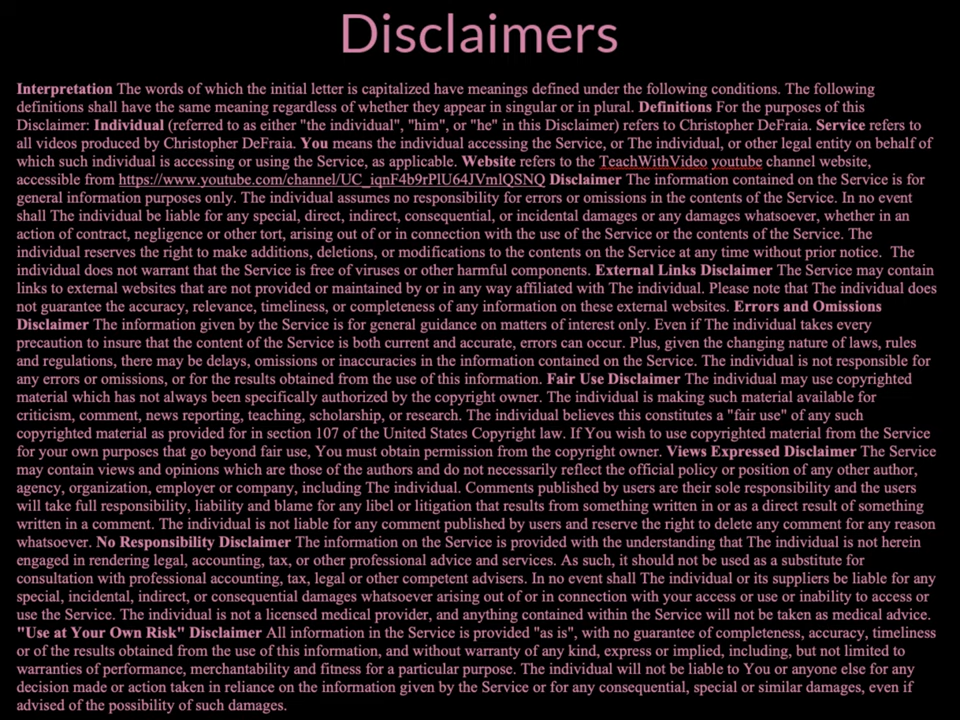 Disclaimers
Interpretation The words of which the initial letter is capitalized have meanings defined under the following conditions. The following
definitions shall have the same meaning regardless of whether they appear in singular or in plural. Definitions For the purposes of this
Disclaimer: Individual (referred to as either "the individual", "him", or "he" in this Disclaimer) refers to Christopher DeFraia. Service refers to
all videos produced by Christopher DeFraia. You means the individual accessing the Service, or The individual, or other legal entity on behalf of
which such individual is accessing or using the Service, as applicable. Website refers to the TeachWithVideo youtube channel website,
accessible from https://www.youtube.com/channel/UC_iqnF4b9rPlU64JVmlQSNQ Disclaimer The information contained on the Service is for
general information purposes only. The individual assumes no responsibility for errors or omissions in the contents of the Service. In no event
shall The individual be liable for any special, direct, indirect, consequential, or incidental damages or any damages whatsoever, whether in an
action of contract, negligence or other tort, arising out of or in connection with the use of the Service or the contents of the Service. The
individual reserves the right to make additions, deletions, or modifications to the contents on the Service at any time without prior notice. The
individual does not warrant that the Service is free of viruses or other harmful components. External Links Disclaimer The Service may contain
links to external websites that are not provided or maintained by or in any way affiliated with The individual. Please note that The individual does
not guarantee the accuracy, relevance, timeliness, or completeness of any information on these external websites. Errors and Omissions
Disclaimer The information given by the Service is for general guidance on matters of interest only. Even if The individual takes every
precaution to insure that the content of the Service is both current and accurate, errors can occur. Plus, given the changing nature of laws, rules
and regulations, there may be delays, omissions or inaccuracies in the information contained on the Service. The individual is not responsible for
any errors or omissions, or for the results obtained from the use of this information. Fair Use Disclaimer The individual may use copyrighted
material which has not always been specifically authorized by the copyright owner. The individual is making such material available for
criticism, comment, news reporting, teaching, scholarship, or research. The individual believes this constitutes a "fair use" of any such
copyrighted material as provided for in section 107 of the United States Copyright law. If You wish to use copyrighted material from the Service
for your own purposes that go beyond fair use, You must obtain permission from the copyright owner. Views Expressed Disclaimer The Service
may contain views and opinions which are those of the authors and do not necessarily reflect the official policy or position of any other author,
agency, organization, employer or company, including The individual. Comments published by users are their sole responsibility and the users
will take full responsibility, liability and blame for any libel or litigation that results from something written in or as a direct result of something
written in a comment. The individual is not liable for any comment published by users and reserve the right to delete any comment for any reason
whatsoever. No Responsibility Disclaimer The information on the Service is provided with the understanding that The individual is not herein
engaged in rendering legal, accounting, tax, or other professional advice and services. As such, it should not be used as a substitute for
consultation with professional accounting, tax, legal or other competent advisers. In no event shall The individual or its suppliers be liable for any
special, incidental, indirect, or consequential damages whatsoever arising out of or in connection with your access or use or inability to access or
use the Service. The individual is not a licensed medical provider, and anything contained within the Service will not be taken as medical advice.
"Use at Your Own Risk" Disclaimer All information in the Service is provided "as is", with no guarantee of completeness, accuracy, timeliness
or of the results obtained from the use of this information, and without warranty of any kind, express or implied, including, but not limited to
warranties of performance, merchantability and fitness for a particular purpose. The individual will not be liable to You or anyone else for any
decision made or action taken in reliance on the information given by the Service or for any consequential, special or similar damages, even if
advised of the possibility of such damages.